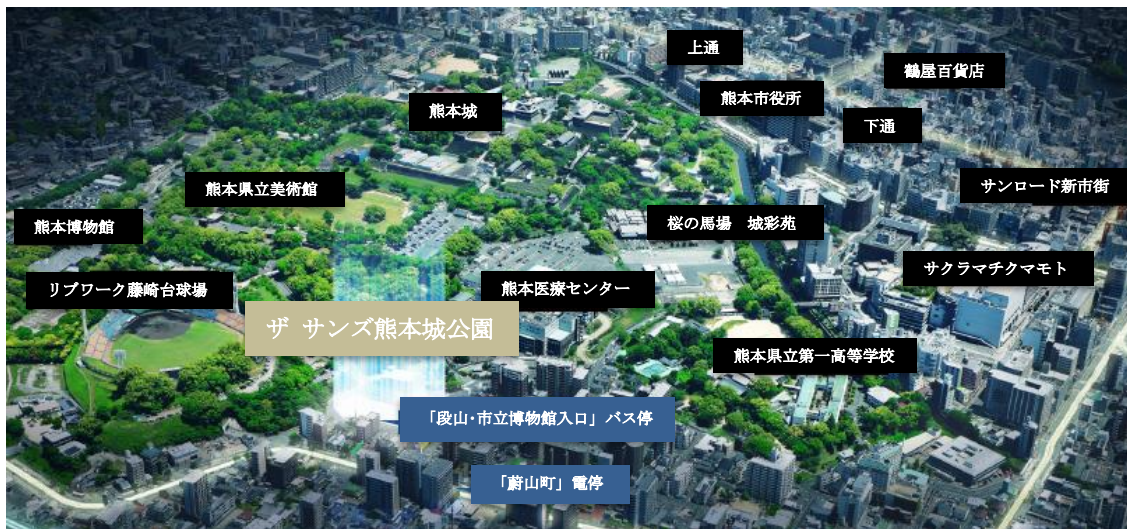 上通
鶴屋百貨店
熊本市役所
熊本城
下通
熊本県立美術館
サンロード新市街
熊本博物館
桜の馬場 城彩苑
サクラマチクマモト
リブワーク藤崎台球場
熊本医療センター
ザ サンズ熊本城公園
熊本県立第一高等学校
「段山・市立博物館入口」バス停
「蔚山町」電停